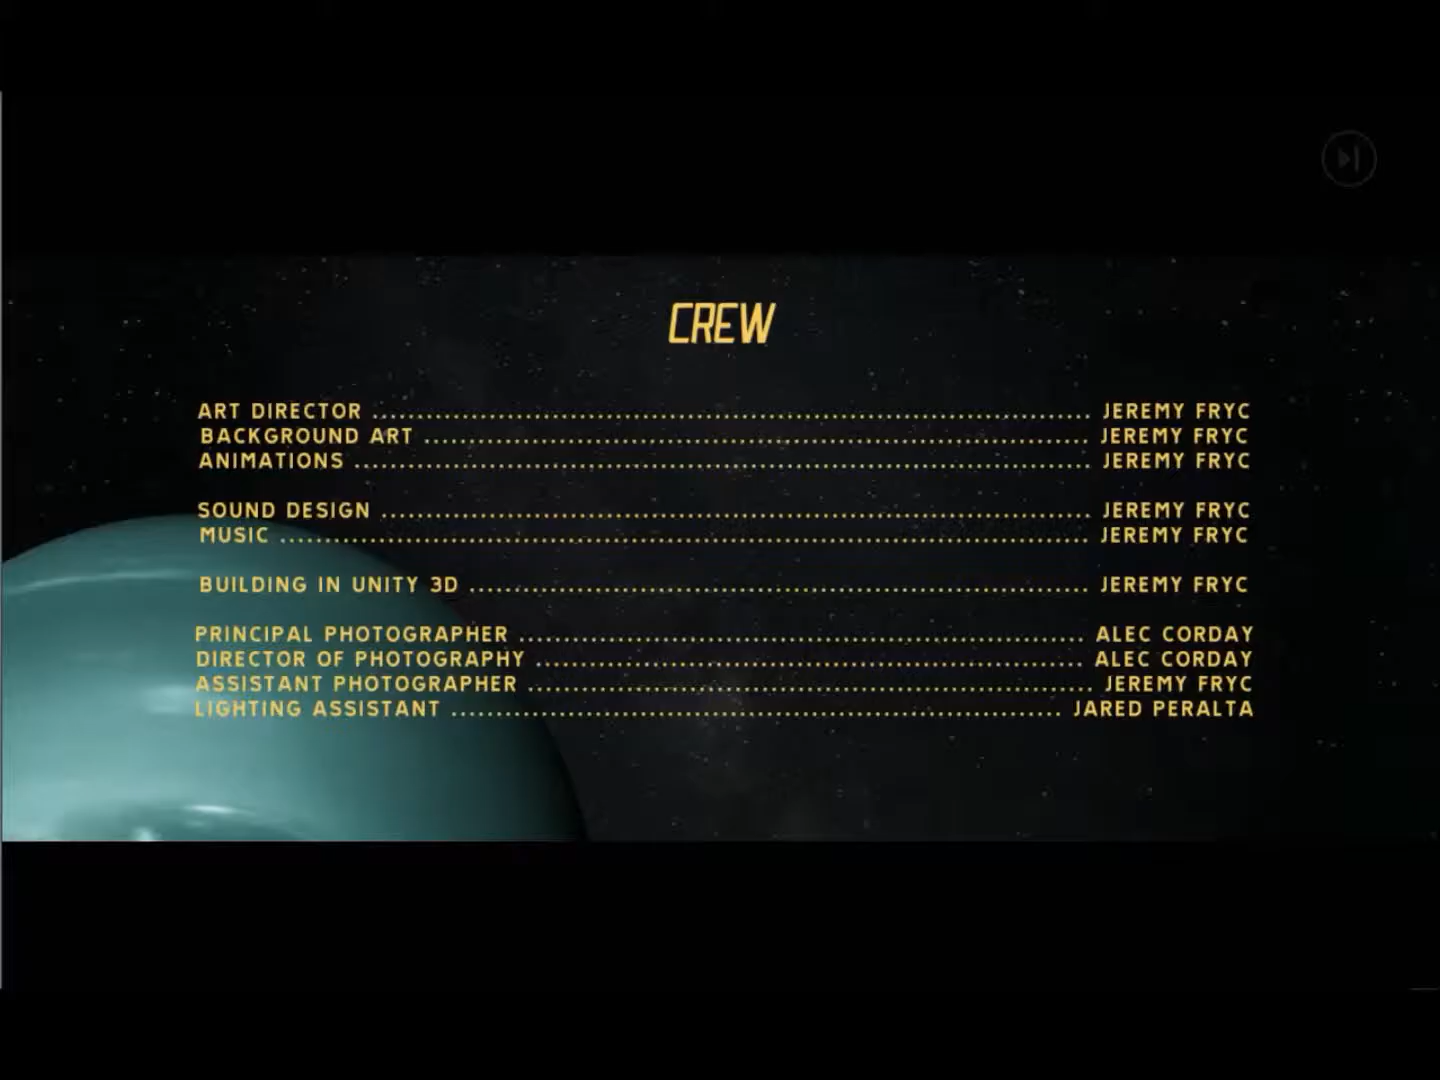 CREW
ART DIRECTOR ........................................................................ JEREMY FRYC
BACKGROUND ART ................................................................... JEREMY FRYC
ANIMATIONS .......................................................................... JEREMY FRYC
SOUND DESIGN ....................................................................... JEREMY FRYC
MUSIC ................................................................................. JEREMY FRYC
BUILDING IN UNITY 3D .............................................................. JEREMY FRYC
PRINCIPAL PHOTOGRAPHER ......................................................... ALEC CORDAY
DIRECTOR OF PHOTOGRAPHY ....................................................... ALEC CORDAY
ASSISTANT PHOTOGRAPHER ......................................................... JEREMY FRYC
LIGHTING ASSISTANT ............................................................. JARED PERALTA